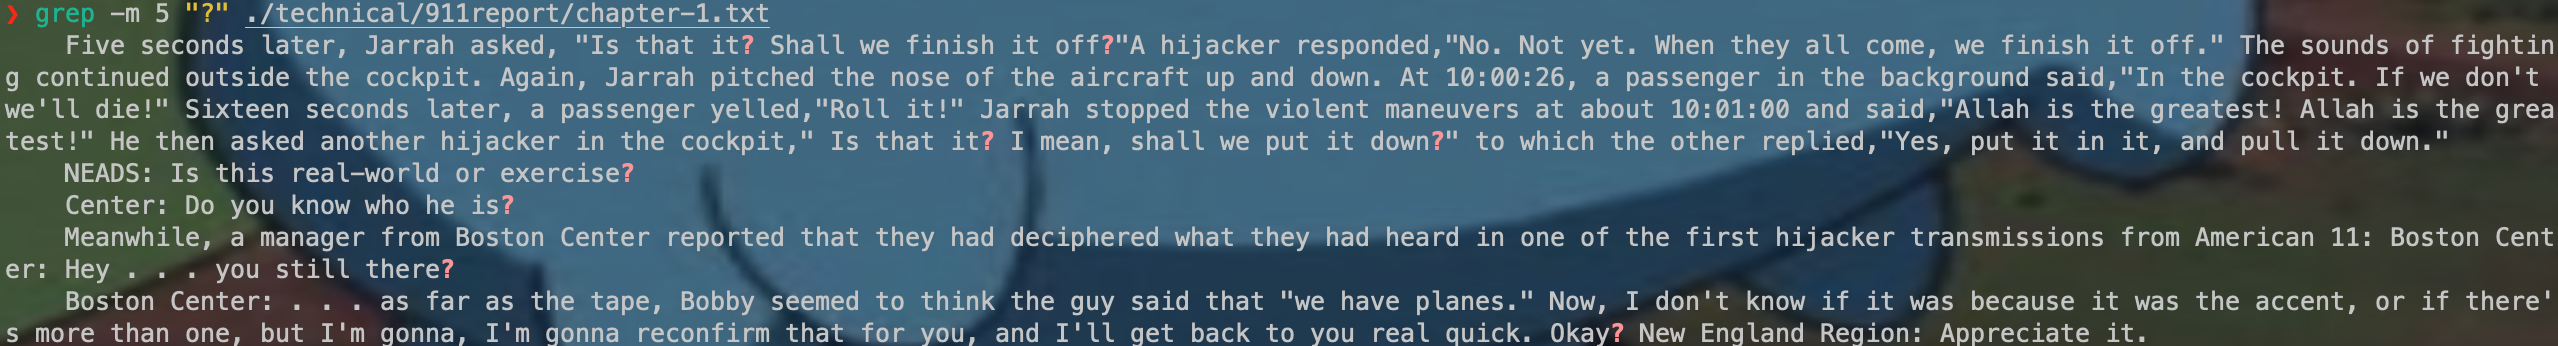 ❯ grep -m 5 "?" ./technical/911report/chapter-1.txt
    Five seconds later, Jarrah asked, "Is that it? Shall we finish it off?"A hijacker responded,"No. Not yet. When they all come, we finish it off." The sounds of fightin
g continued outside the cockpit. Again, Jarrah pitched the nose of the aircraft up and down. At 10:00:26, a passenger in the background said,"In the cockpit. If we don't
we'll die!" Sixteen seconds later, a passenger yelled,"Roll it!" Jarrah stopped the violent maneuvers at about 10:01:00 and said,"Allah is the greatest! Allah is the grea
test!" He then asked another hijacker in the cockpit," Is that it? I mean, shall we put it down?" to which the other replied,"Yes, put it in it, and pull it down."
    NEADS: Is this real-world or exercise?
    Center: Do you know who he is?
    Meanwhile, a manager from Boston Center reported that they had deciphered what they had heard in one of the first hijacker transmissions from American 11: Boston Cent
er: Hey . . . you still there?
    Boston Center: . . . as far as the tape, Bobby seemed to think the guy said that "we have planes." Now, I don't know if it was because it was the accent, or if there'
s more than one, but I'm gonna, I'm gonna reconfirm that for you, and I'll get back to you real quick. Okay? New England Region: Appreciate it.